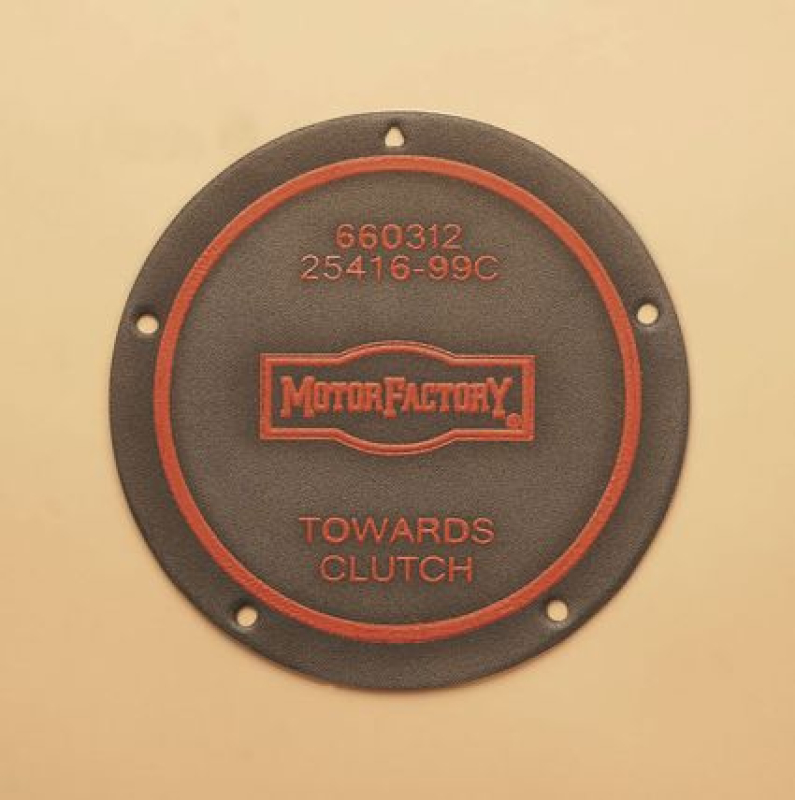 660312
25416-99C
MOTORFACTORY®
TOWARDS
CLUTCH